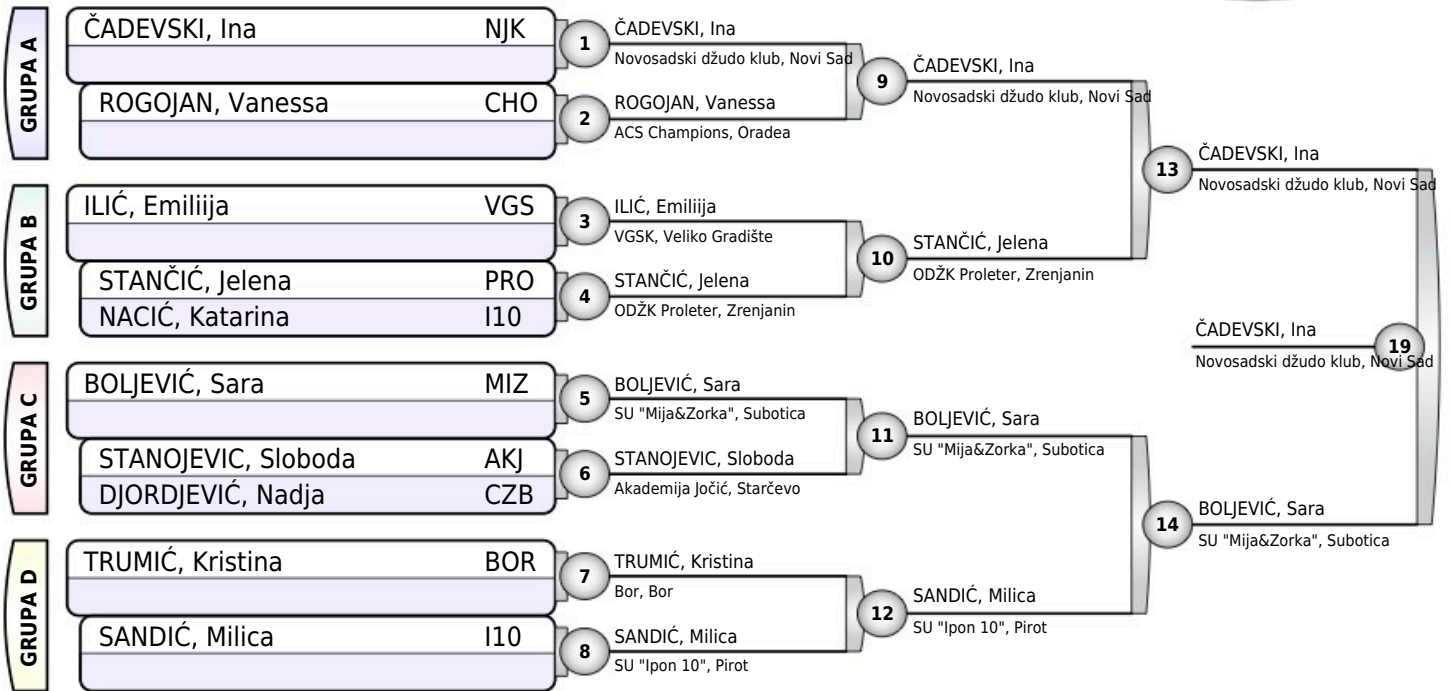 GRUPA A
ČADEVSKI, Ina NJK
ROGOJAN, Vanessa CHO
1
ČADEVSKI, Ina
Novosadski džudo klub, Novi Sad
2
ROGOJAN, Vanessa
ACS Champions, Oradea
9
ČADEVSKI, Ina
Novosadski džudo klub, Novi Sad
GRUPA B
ILIĆ, Emiliija VGS
STANČIĆ, Jelena PRO
NACIĆ, Katarina I10
3
ILIĆ, Emiliija
VGSK, Veliko Gradište
4
STANČIĆ, Jelena
ODŽK Proleter, Zrenjanin
10
STANČIĆ, Jelena
ODŽK Proleter, Zrenjanin
13
ČADEVSKI, Ina
Novosadski džudo klub, Novi Sad
GRUPA C
BOLJEVIĆ, Sara MIZ
STANOJEVIC, Sloboda AKJ
DJORDJEVIĆ, Nadja CZB
5
BOLJEVIĆ, Sara
SU "Mija&Zorka", Subotica
6
STANOJEVIC, Sloboda
Akademija Jočić, Starčevo
11
BOLJEVIĆ, Sara
SU "Mija&Zorka", Subotica
GRUPA D
TRUMIĆ, Kristina BOR
SANDIĆ, Milica I10
7
TRUMIĆ, Kristina
Bor, Bor
8
SANDIĆ, Milica
SU "Ipon 10", Pirot
12
SANDIĆ, Milica
SU "Ipon 10", Pirot
14
BOLJEVIĆ, Sara
SU "Mija&Zorka", Subotica
ČADEVSKI, Ina
19
Novosadski džudo klub, Novi Sad